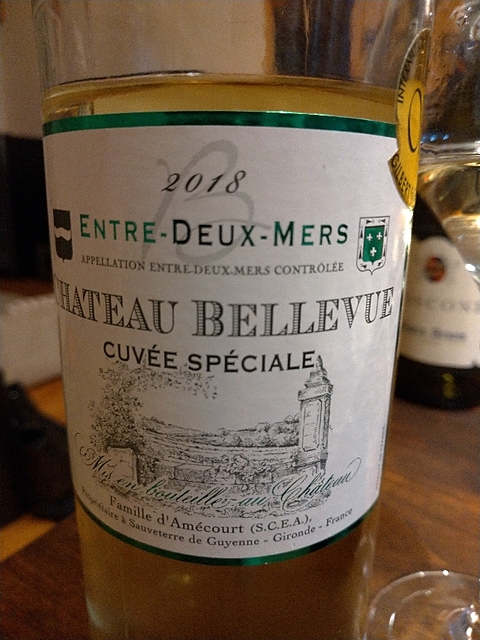 2018
ENTRE-DEUX-MERS
APPELLATION ENTRE-DEUX-MERS CONTRÔLÉE
CHATEAU BELLEVUE
CUVÉE SPÉCIALE
Mis en bouteille au Château
Famille d'Amécourt (S.C.E.A.),
Propriétaire à Sauveterre de Guyenne - Gironde - France